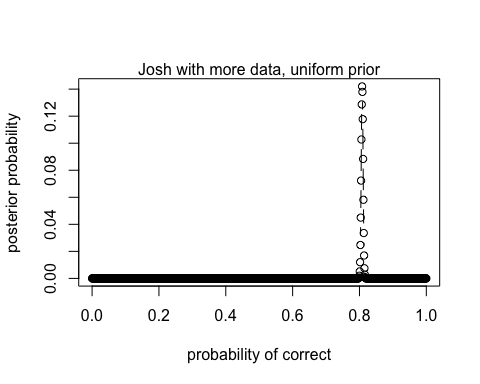 Josh with more data, uniform prior
posterior probability
0.12
0.08
0.04
0.00
0.0 0.2 0.4 0.6 0.8 1.0
probability of correct